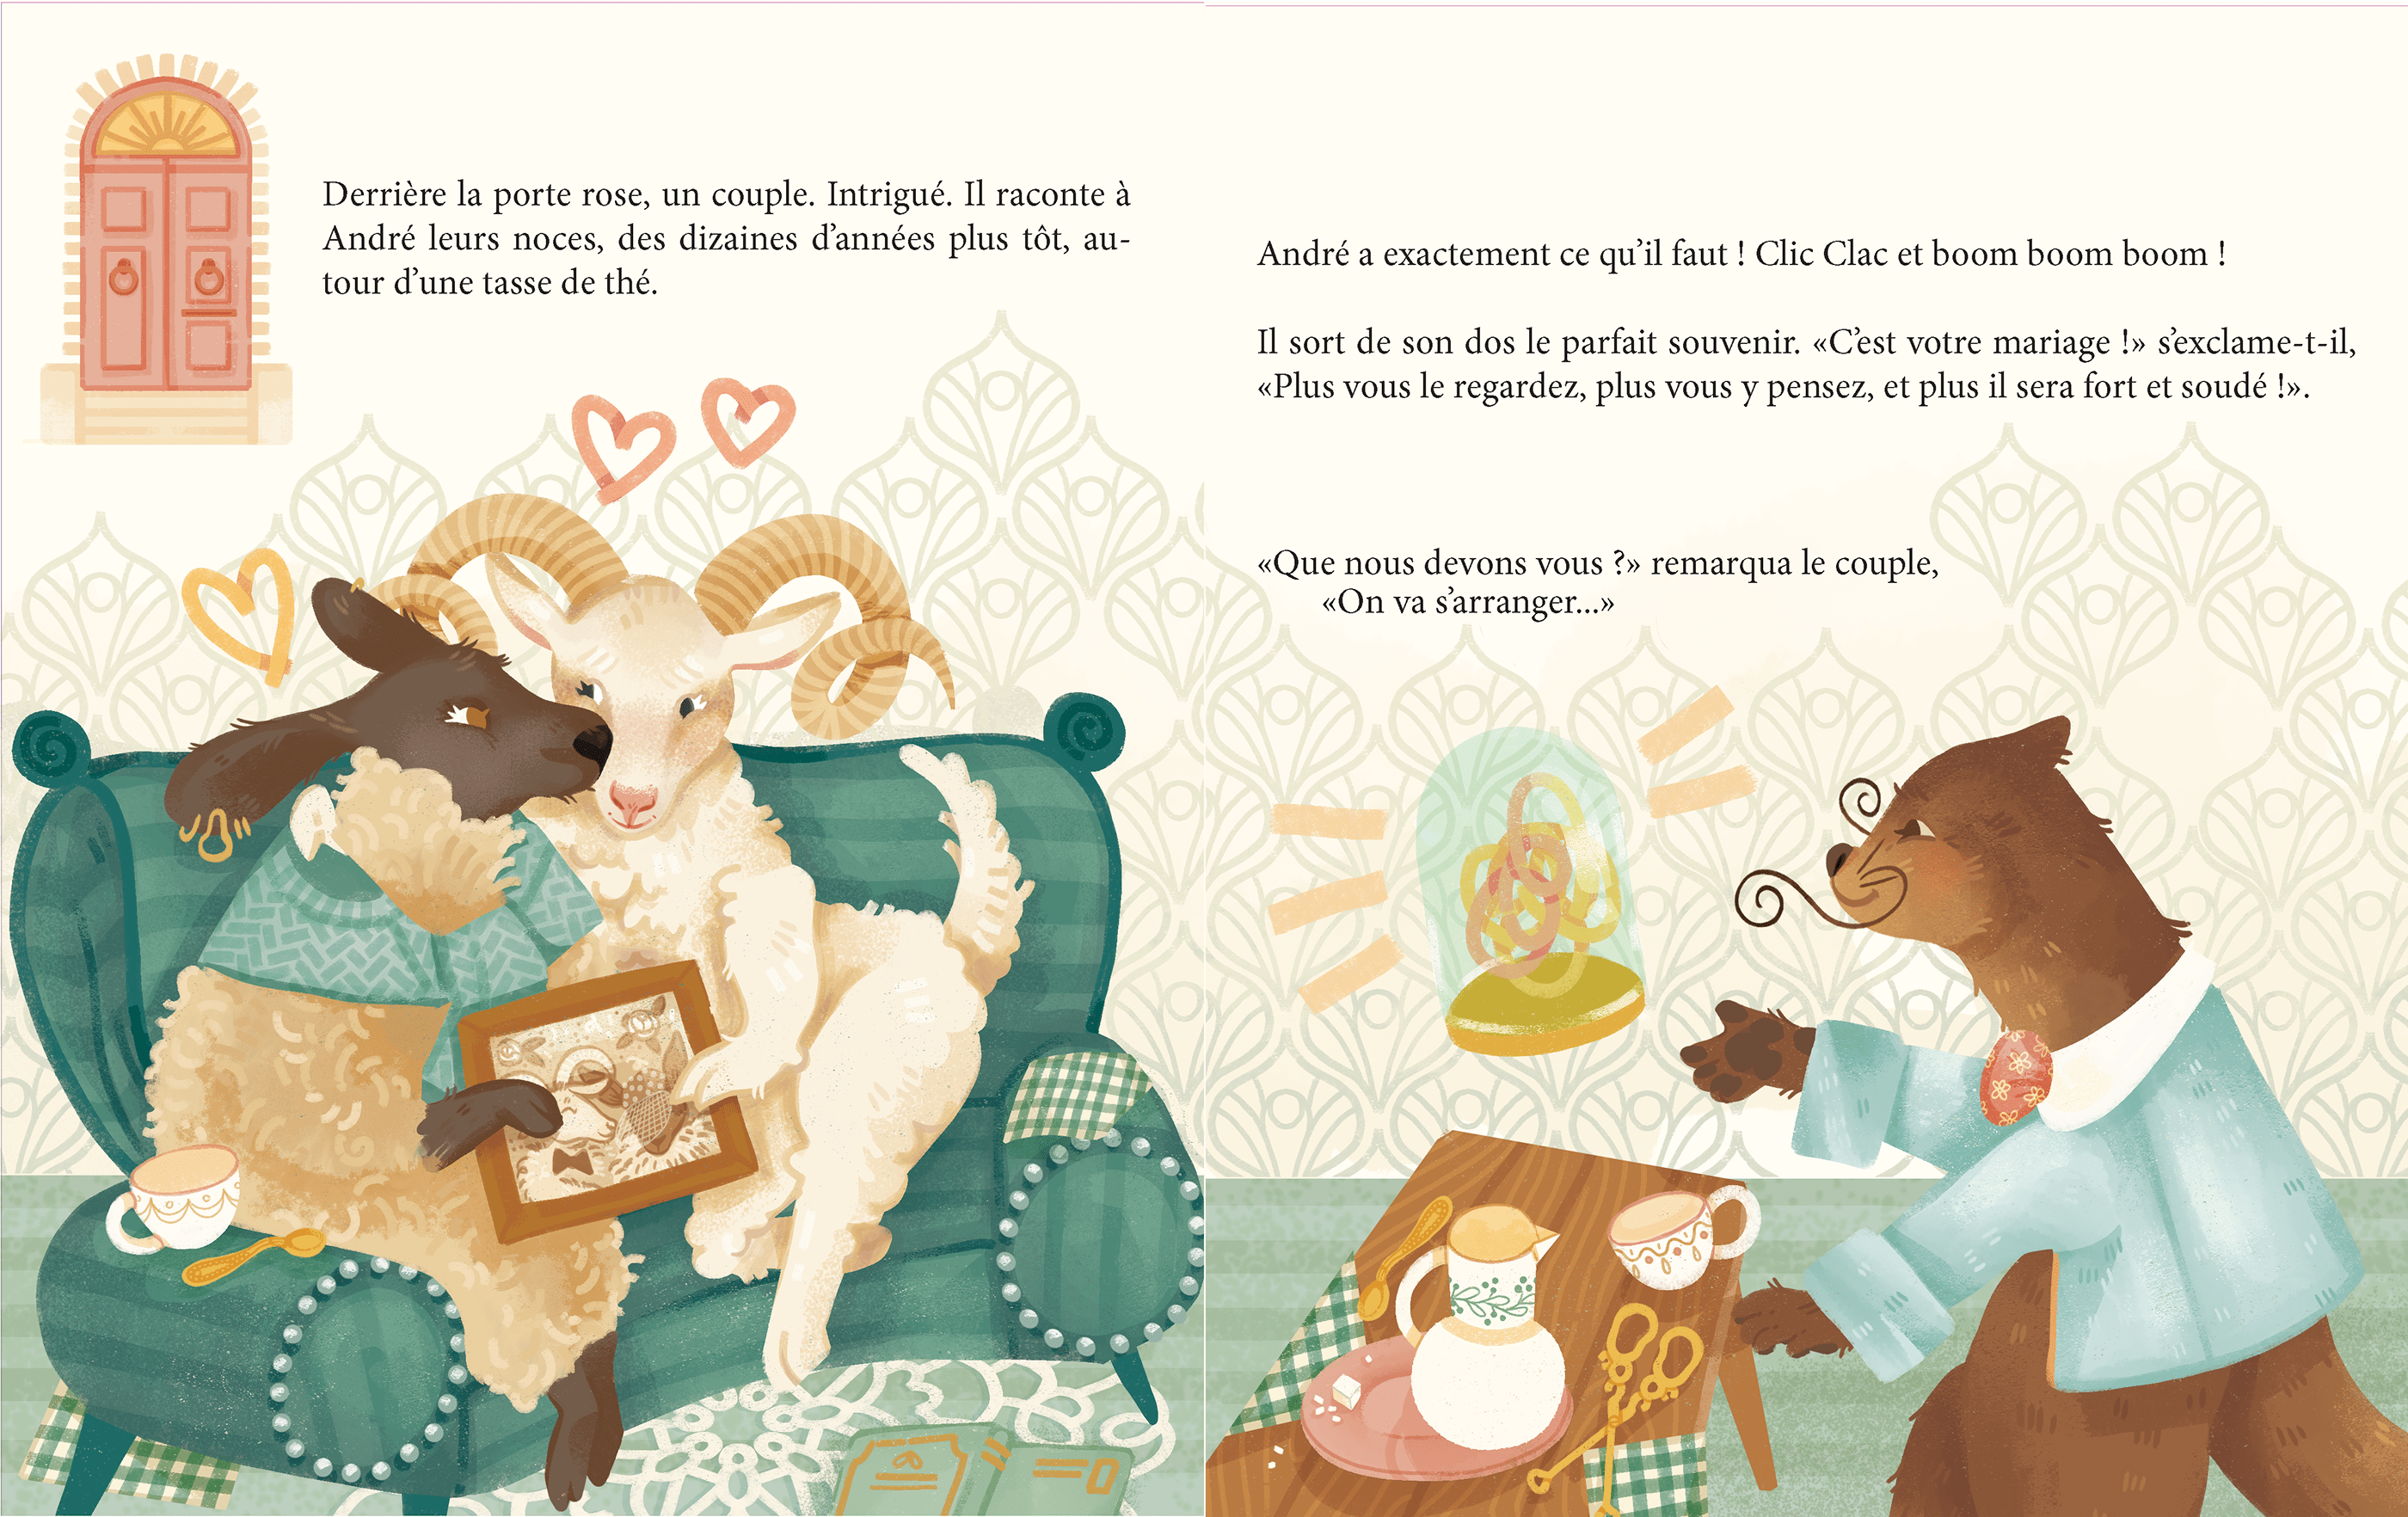 Derrière la porte rose, un couple. Intrigué. Il raconte à
André leurs noces, des dizaines d’années plus tôt, au-
tour d’une tasse de thé.
André a exactement ce qu’il faut ! Clic Clac et boom boom boom !
Il sort de son dos le parfait souvenir. «C’est votre mariage !» s’exclame-t-il,
«Plus vous le regardez, plus vous y pensez, et plus il sera fort et soudé !».
«Que nous devons vous ?» remarqua le couple,
«On va s’arranger...»